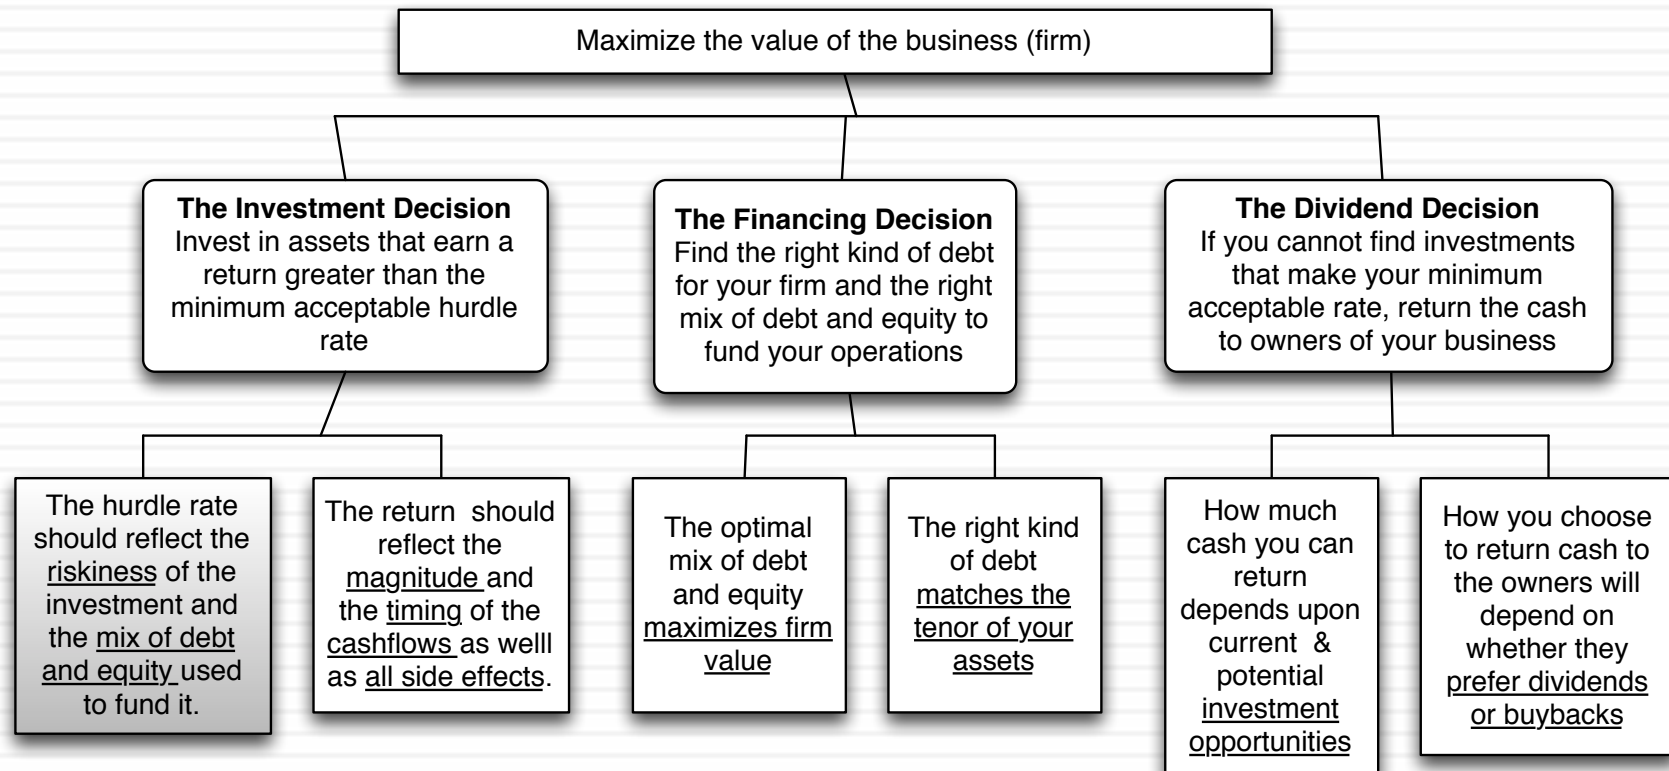 Maximize the value of the business (firm)
The Investment Decision
Invest in assets that earn a
return greater than the
minimum acceptable hurdle
rate
The Financing Decision
Find the right kind of debt
for your firm and the right
mix of debt and equity to
fund your operations
The Dividend Decision
If you cannot find investments
that make your minimum
acceptable rate, return the cash
to owners of your business
The hurdle rate
should reflect the
riskiness of the
investment and
the mix of debt
and equity used
to fund it.
The return  should
reflect the
magnitude and
the timing of the
cashflows as welll
as all side effects.
The optimal
mix of debt
and equity
maximizes firm
value
The right kind
of debt
matches the
tenor of your
assets
How much
cash you can
return
depends upon
current  &
potential
investment
opportunities
How you choose
to return cash to
the owners will
depend on
whether they
prefer dividends
or buybacks